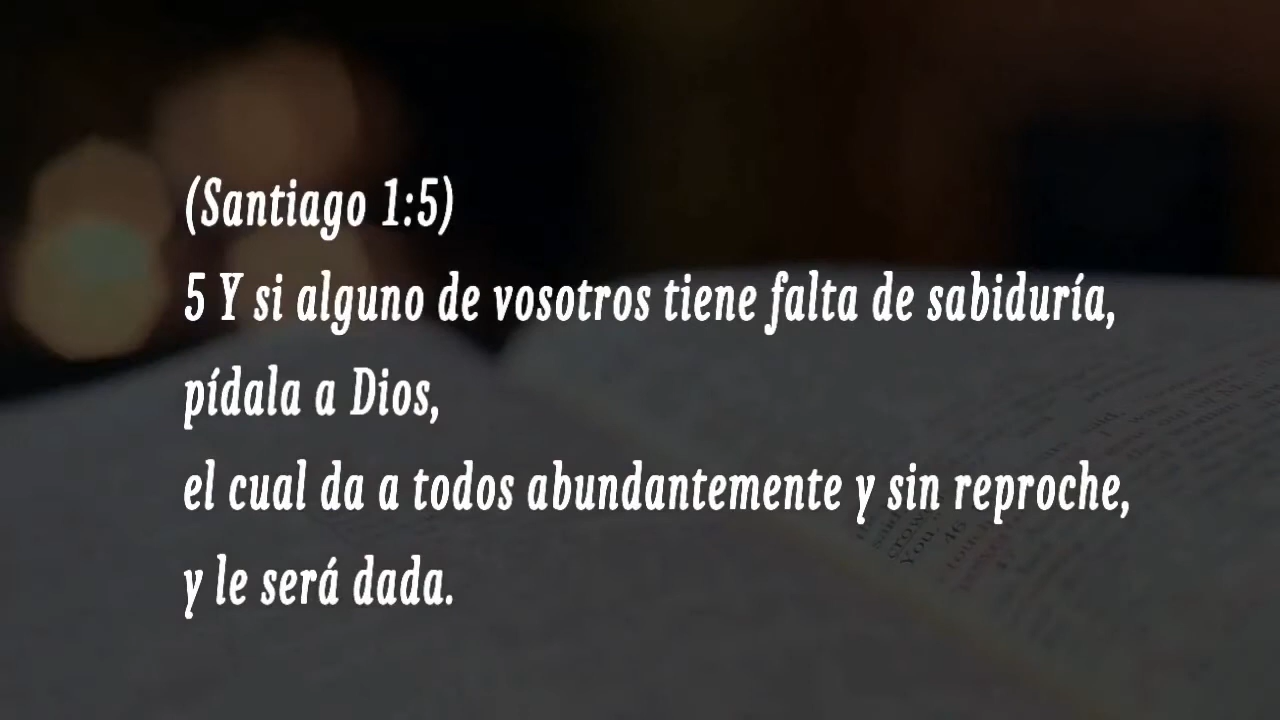 (Santiago 1:5)
5 Y si alguno de vosotros tiene falta de sabiduría,
pídala a Dios,
el cual da a todos abundantemente y sin reproche,
y le será dada.